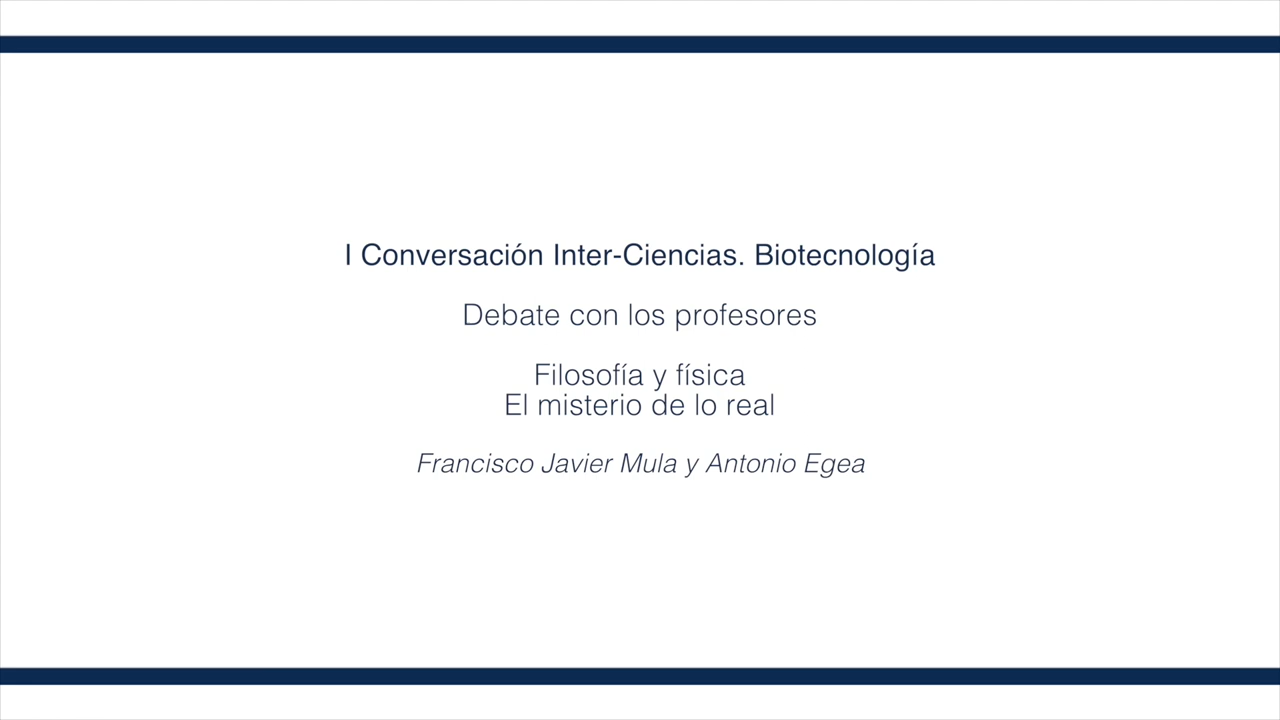 I Conversación Inter-Ciencias. Biotecnología
Debate con los profesores
Filosofía y física
El misterio de lo real
Francisco Javier Mula y Antonio Egea